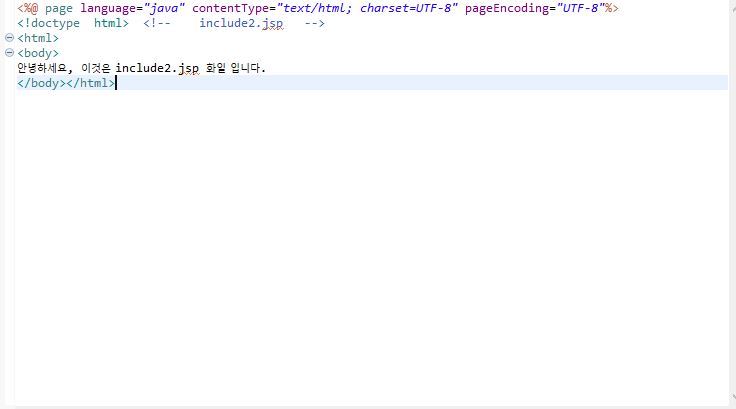 <%@ page language="java" contentType="text/html; charset=UTF-8" pageEncoding="UTF-8"%>
<!doctype  html>  <!--    include2.jsp   -->
<html>
<body>
안녕하세요, 이것은 include2.jsp 화일 입니다.
</body></html>